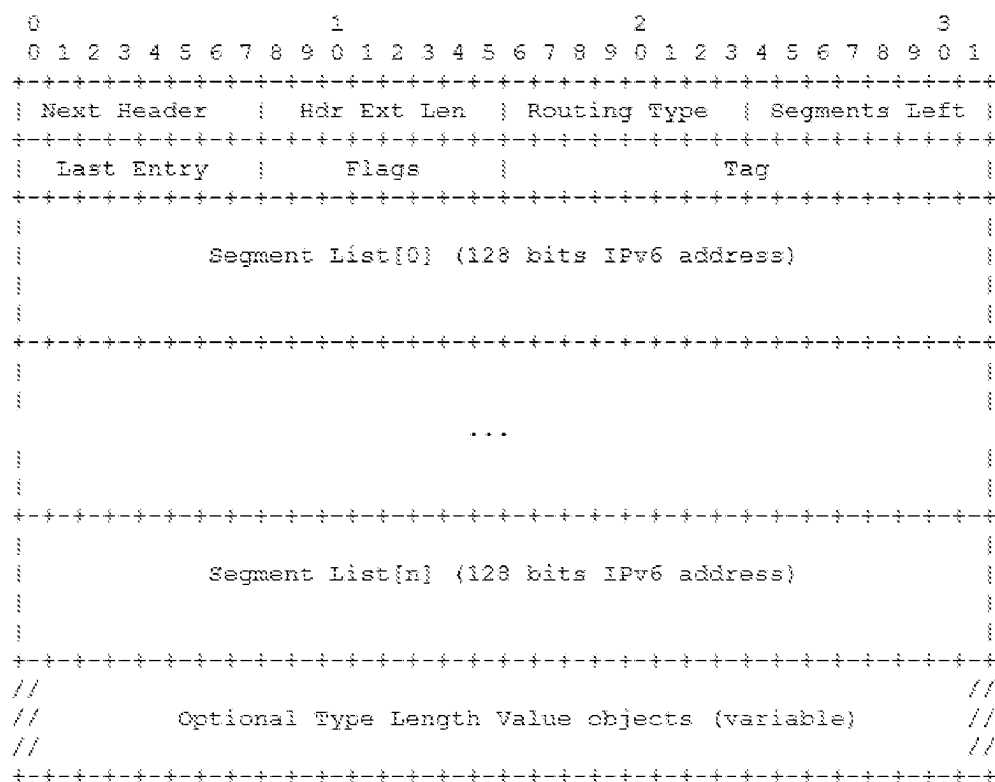 0                   1                   2                   3
0 1 2 3 4 5 6 7 8 9 0 1 2 3 4 5 6 7 8 9 0 1 2 3 4 5 6 7 8 9 0 1
+-+-+-+-+-+-+-+-+-+-+-+-+-+-+-+-+-+-+-+-+-+-+-+-+-+-+-+-+-+-+-+-+
| Next Header   |  Hdr Ext Len  | Routing Type  | Segments Left |
+-+-+-+-+-+-+-+-+-+-+-+-+-+-+-+-+-+-+-+-+-+-+-+-+-+-+-+-+-+-+-+-+
|  Last Entry   |     Flags     |              Tag              |
+-+-+-+-+-+-+-+-+-+-+-+-+-+-+-+-+-+-+-+-+-+-+-+-+-+-+-+-+-+-+-+-+
|                                                               |
|            Segment List[0] (128 bits IPv6 address)            |
|                                                               |
|                                                               |
+-+-+-+-+-+-+-+-+-+-+-+-+-+-+-+-+-+-+-+-+-+-+-+-+-+-+-+-+-+-+-+-+
|                                                               |
|                                                               |
                              ...
|                                                               |
|                                                               |
+-+-+-+-+-+-+-+-+-+-+-+-+-+-+-+-+-+-+-+-+-+-+-+-+-+-+-+-+-+-+-+-+
|                                                               |
|            Segment List[n] (128 bits IPv6 address)            |
|                                                               |
|                                                               |
+-+-+-+-+-+-+-+-+-+-+-+-+-+-+-+-+-+-+-+-+-+-+-+-+-+-+-+-+-+-+-+-+
//                                                             //
//         Optional Type Length Value objects (variable)       //
//                                                             //
+-+-+-+-+-+-+-+-+-+-+-+-+-+-+-+-+-+-+-+-+-+-+-+-+-+-+-+-+-+-+-+-+